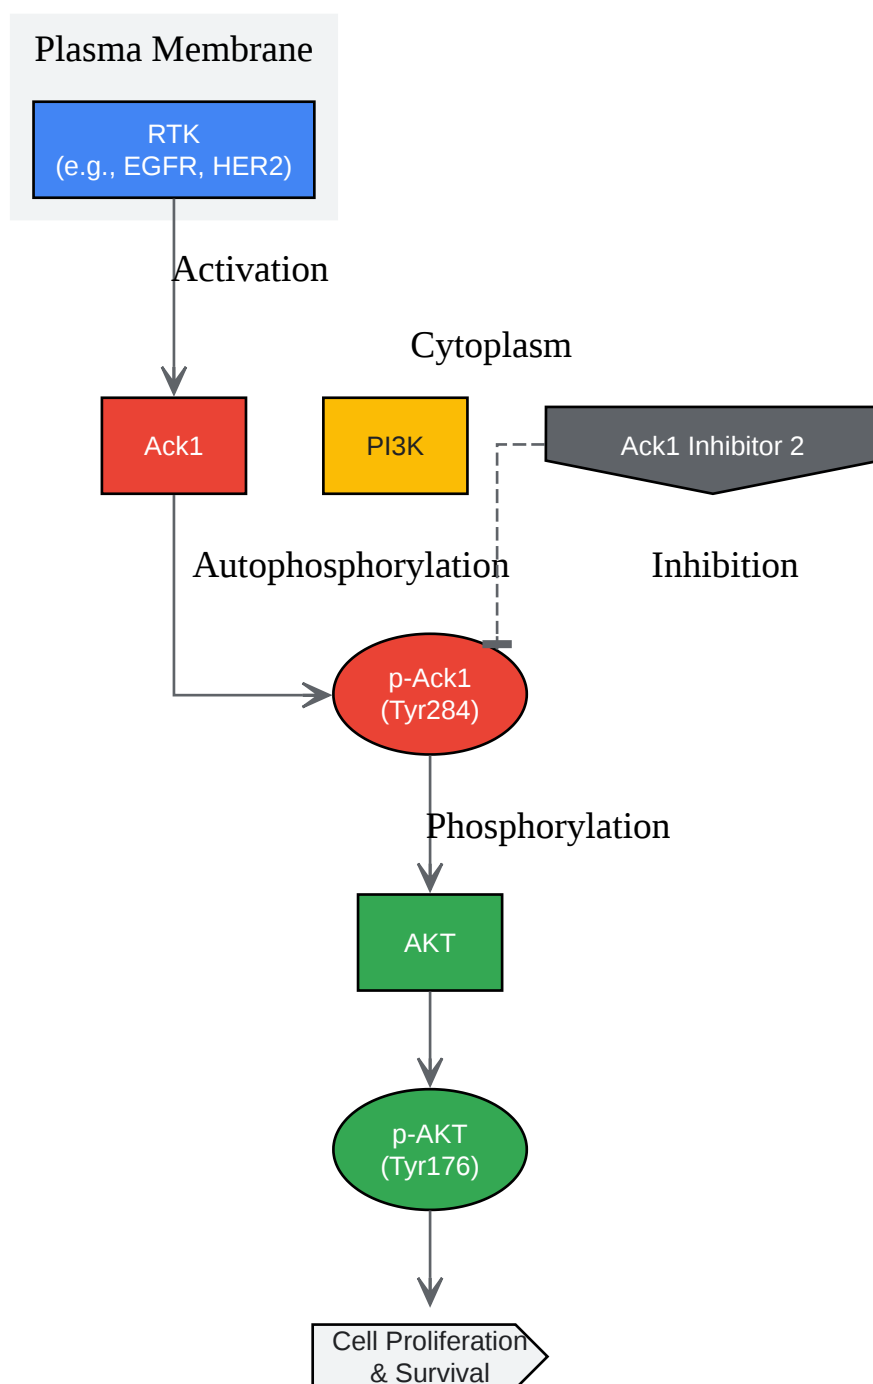 Plasma Membrane
RTK
(e.g., EGFR, HER2)
Activation
Cytoplasm
Ack1
PI3K
Ack1 Inhibitor 2
Autophosphorylation
Inhibition
p-Ack1
(Tyr284)
Phosphorylation
AKT
p-AKT
(Tyr176)
Cell Proliferation
& Survival